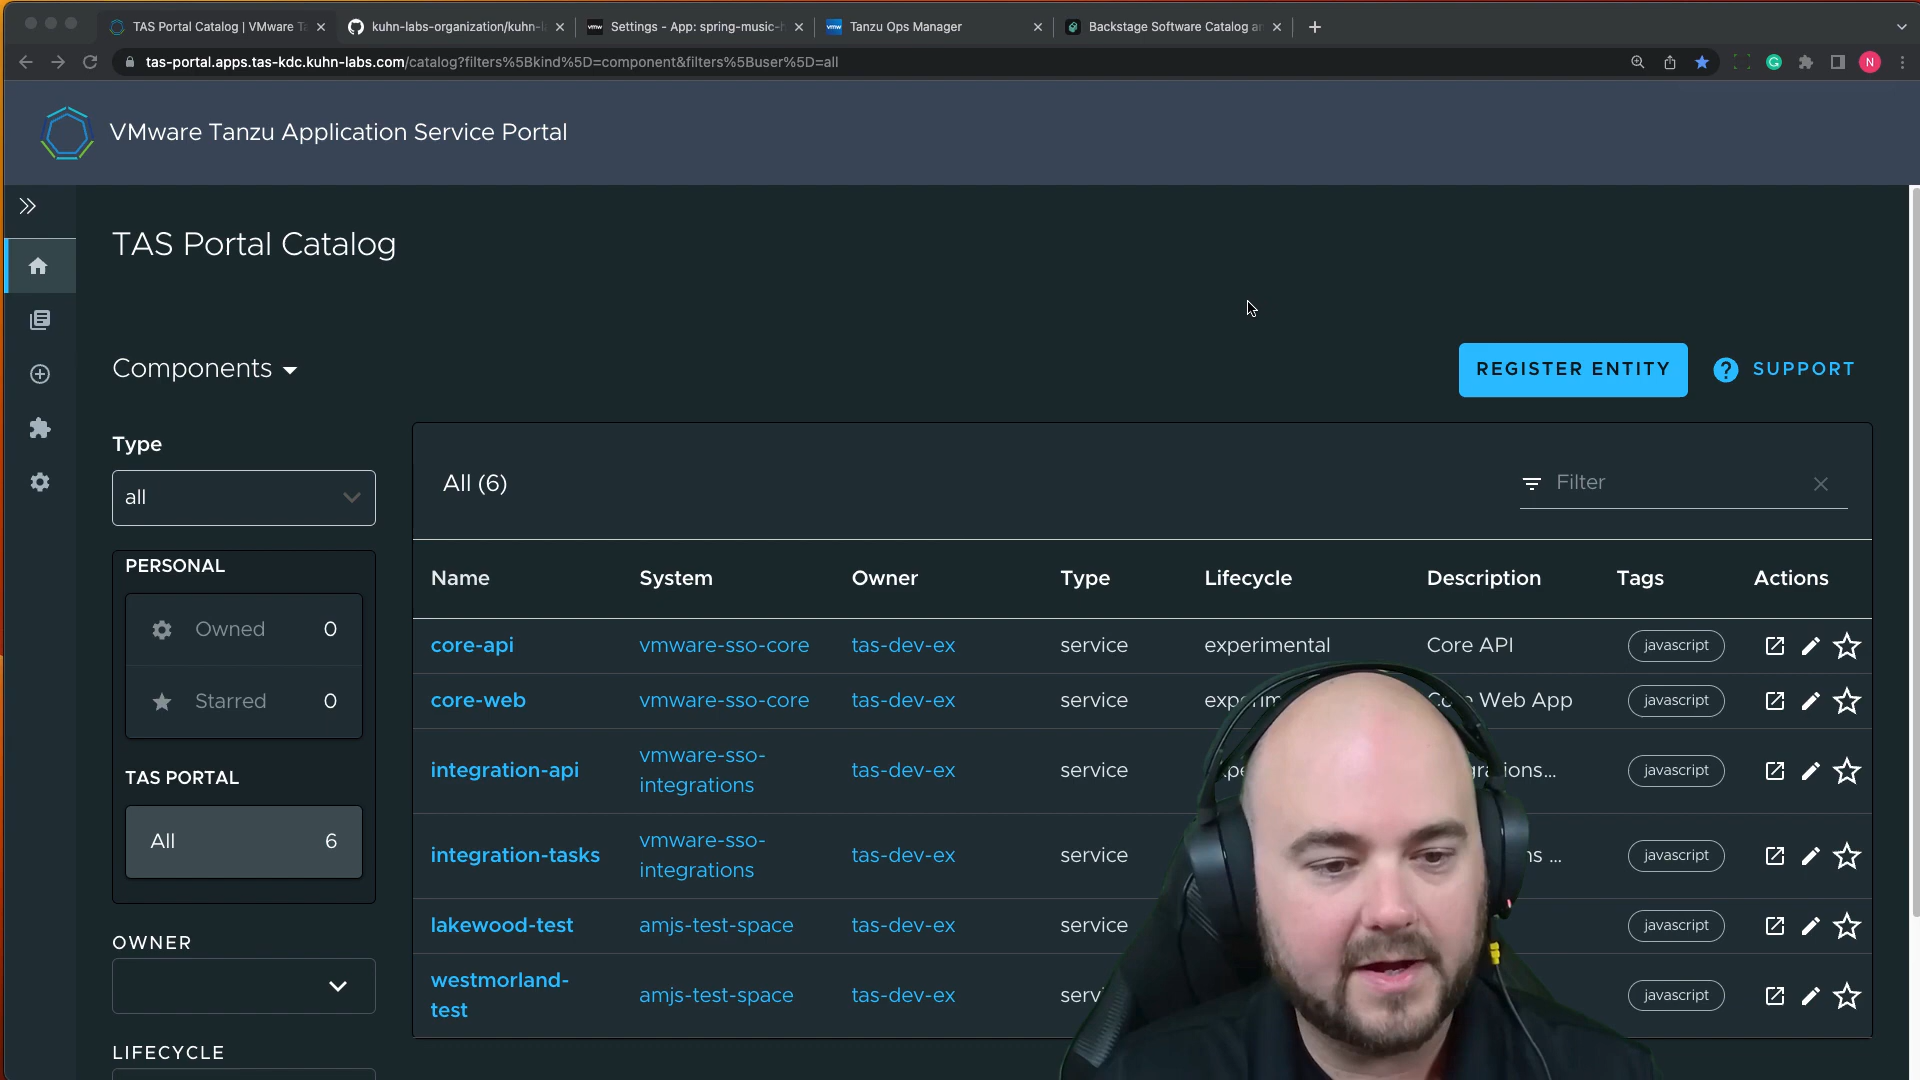 TAS Portal Catalog | VMware T
kuhn-labs-organization/kuhn-l
vmw Settings - App: spring-music-
vmw Tanzu Ops Manager
Backstage Software Catalog a
tas-portal.apps.tas-kdc.kuhn-labs.com/catalog?filters%5Bkind%5D=component&filters%5Buser%5D=all
G
N
VMware Tanzu Application Service Portal
TAS Portal Catalog
Components
REGISTER ENTITY
? SUPPORT
Type
all
All (6)
Filter
PERSONAL
Owned 0
Starred 0
TAS PORTAL
All 6
OWNER
LIFECYCLE
Name System Owner Type Lifecycle Description Tags Actions
core-api vmware-sso-core tas-dev-ex service experimental Core API javascript
core-web vmware-sso-core tas-dev-ex service Web App javascript
integration-api vmware-sso-
integrations tas-dev-ex service javascript
integration-tasks vmware-sso-
integrations tas-dev-ex service javascript
lakewood-test amjs-test-space tas-dev-ex service javascript
westmorland-
test amjs-test-space tas-dev-ex javascript